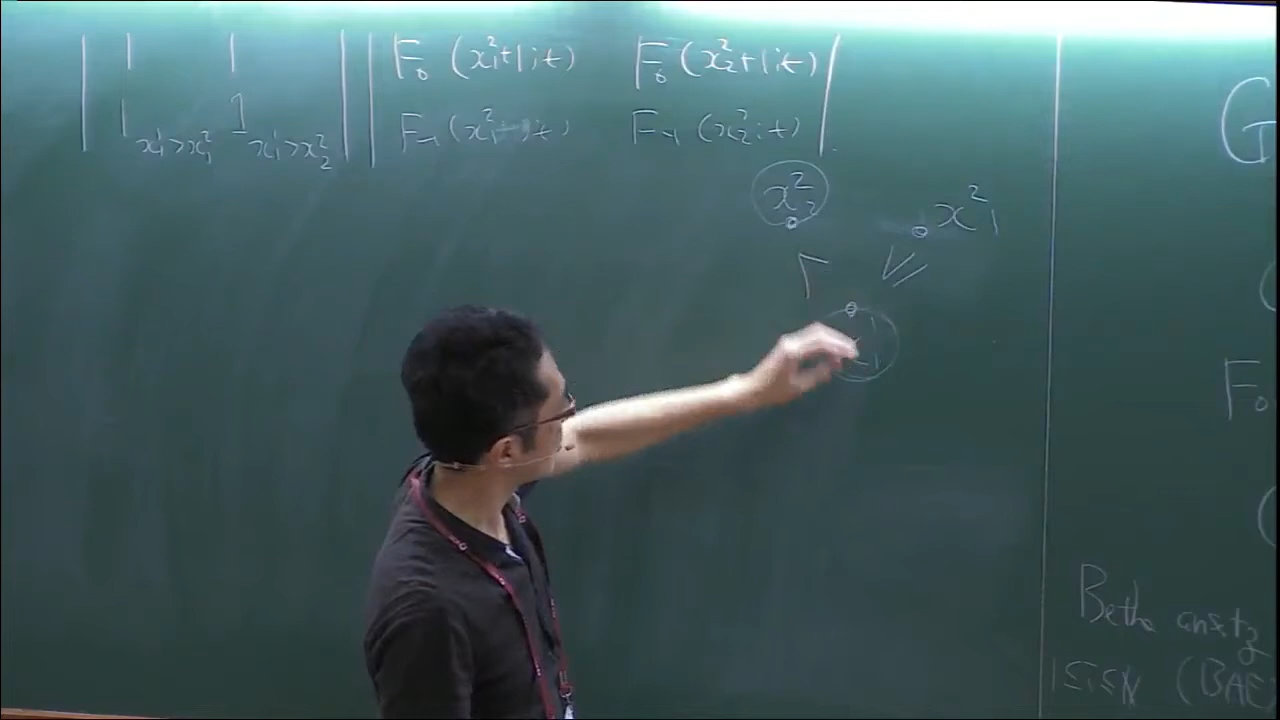 | 1 1 | | F₀(x₁²+1;t) F₀(x₂²+1;t) |
| 1_{x₁¹>x₁²} 1_{x₁¹>x₂²} | | F₋₁(x₁²;t) F₋₁(x₂²;t) |
x₂² x₁²
G
F₀
Bethe ansatz
1≤i≤N (BAE